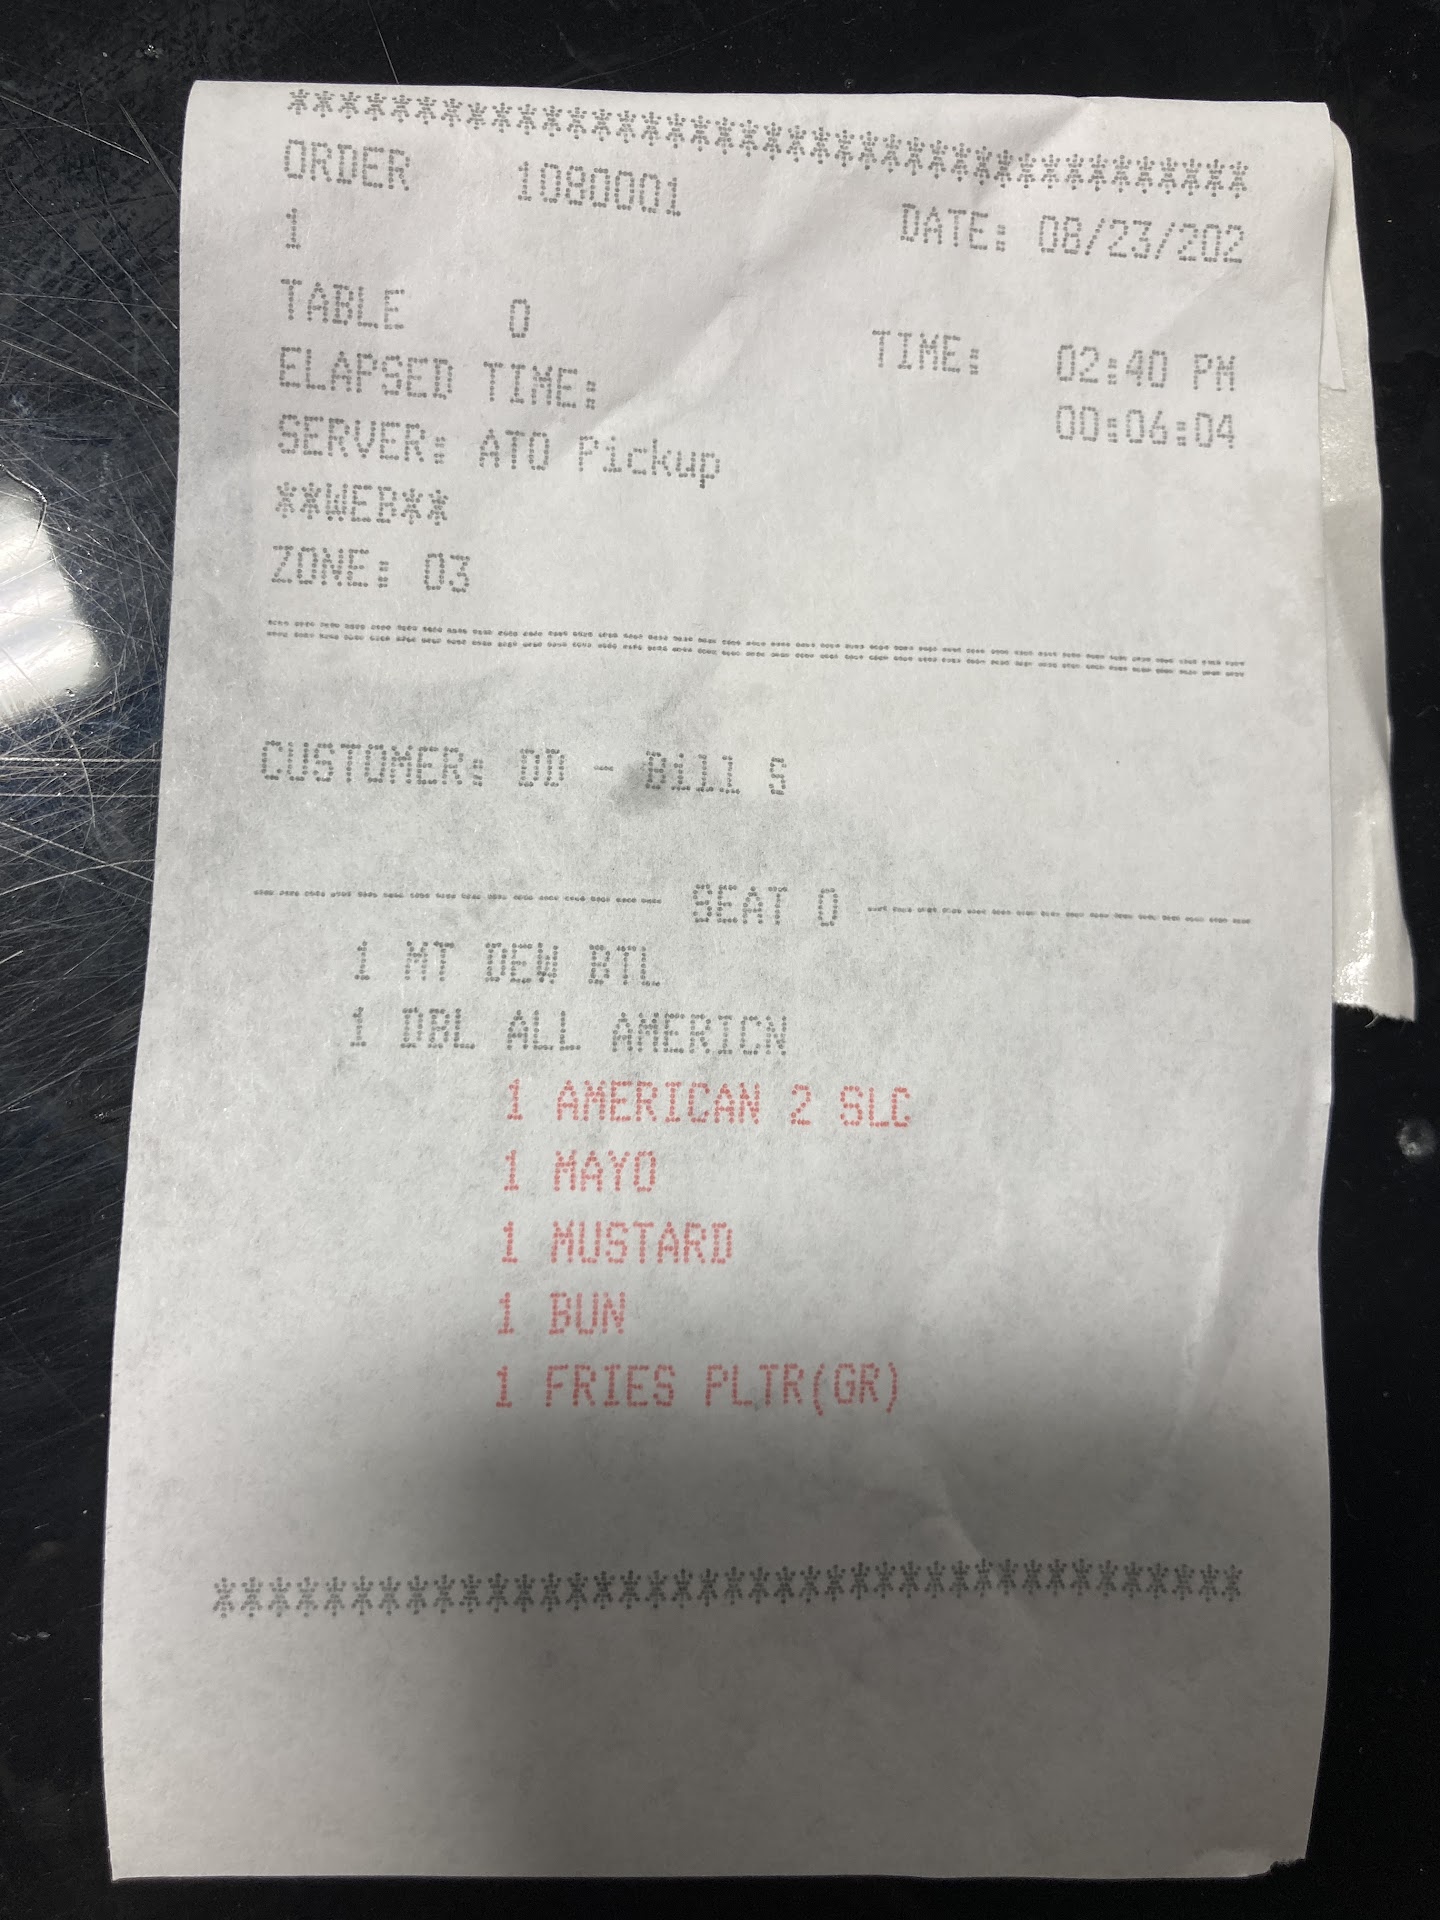 ***************************************
ORDER 1080001
1 DATE: 08/23/202
TABLE 0 TIME: 02:40 PM
ELAPSED TIME: 00:06:04
SERVER: ATO Pickup
**WEB**
ZONE: 03
CUSTOMER: 00 - Bill S
SEAT 0
1 MT DEW BTL
1 DBL ALL AMERICN
1 AMERICAN 2 SLC
1 MAYO
1 MUSTARD
1 BUN
1 FRIES PLTR(GR)
***************************************